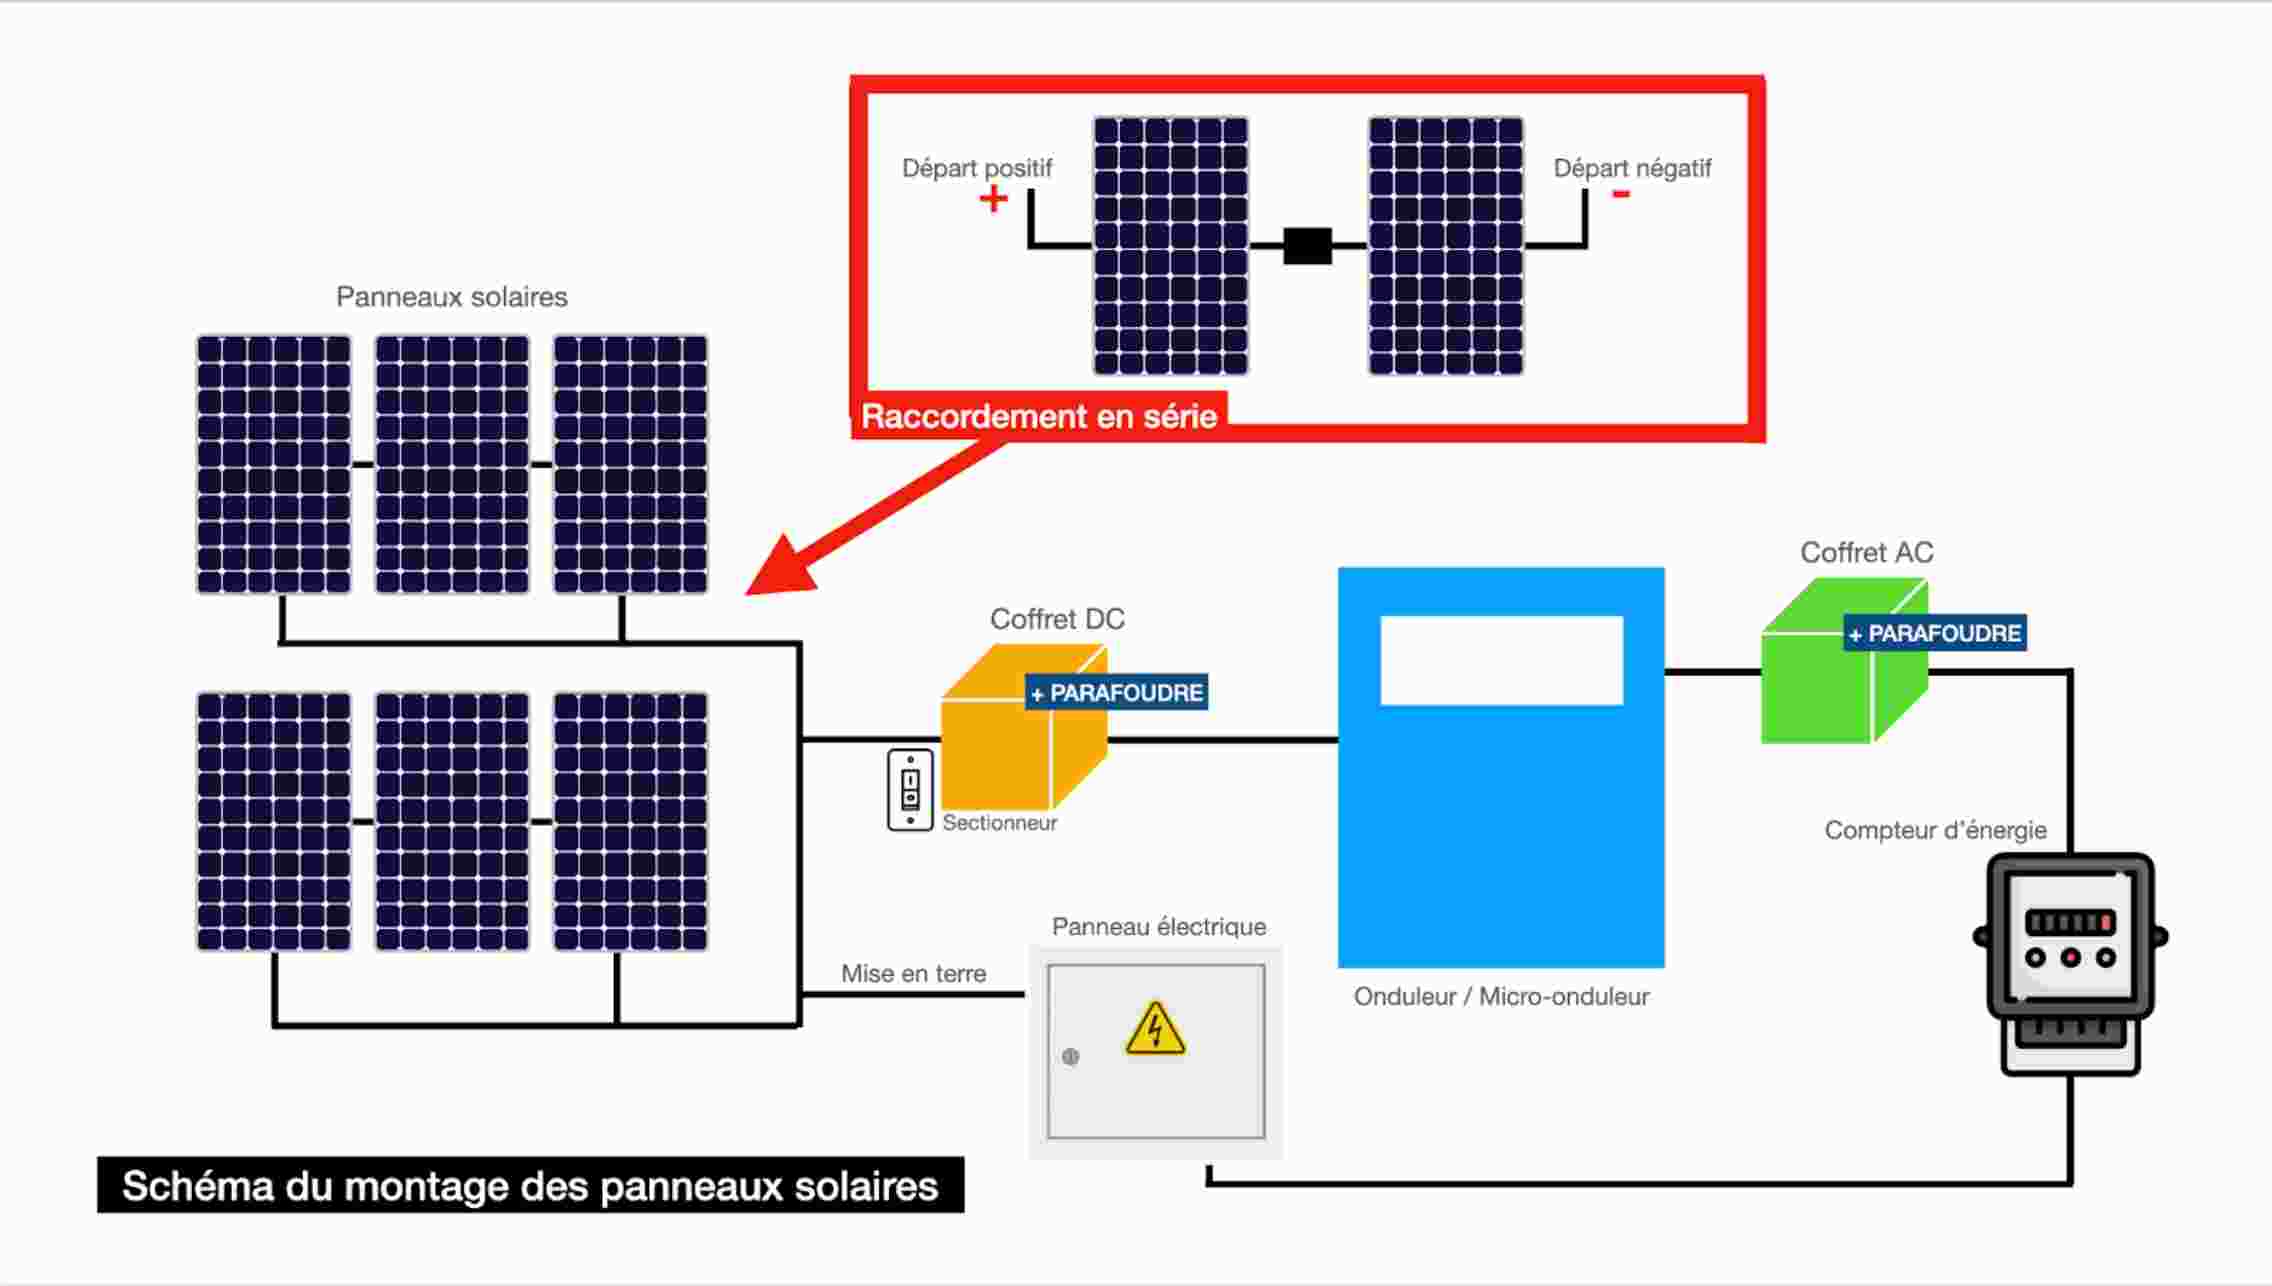 Départ positif
+
Départ négatif
-
Raccordement en série
Panneaux solaires
Coffret DC
+ PARAFOUDRE
Sectionneur
Coffret AC
+ PARAFOUDRE
Compteur d'énergie
Panneau électrique
Mise en terre
Onduleur / Micro-onduleur
Schéma du montage des panneaux solaires